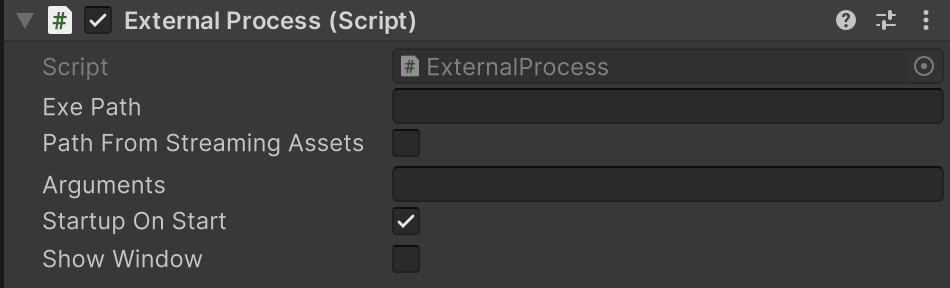 External Process (Script)
Script
ExternalProcess
Exe Path
Path From Streaming Assets
Arguments
Startup On Start
Show Window